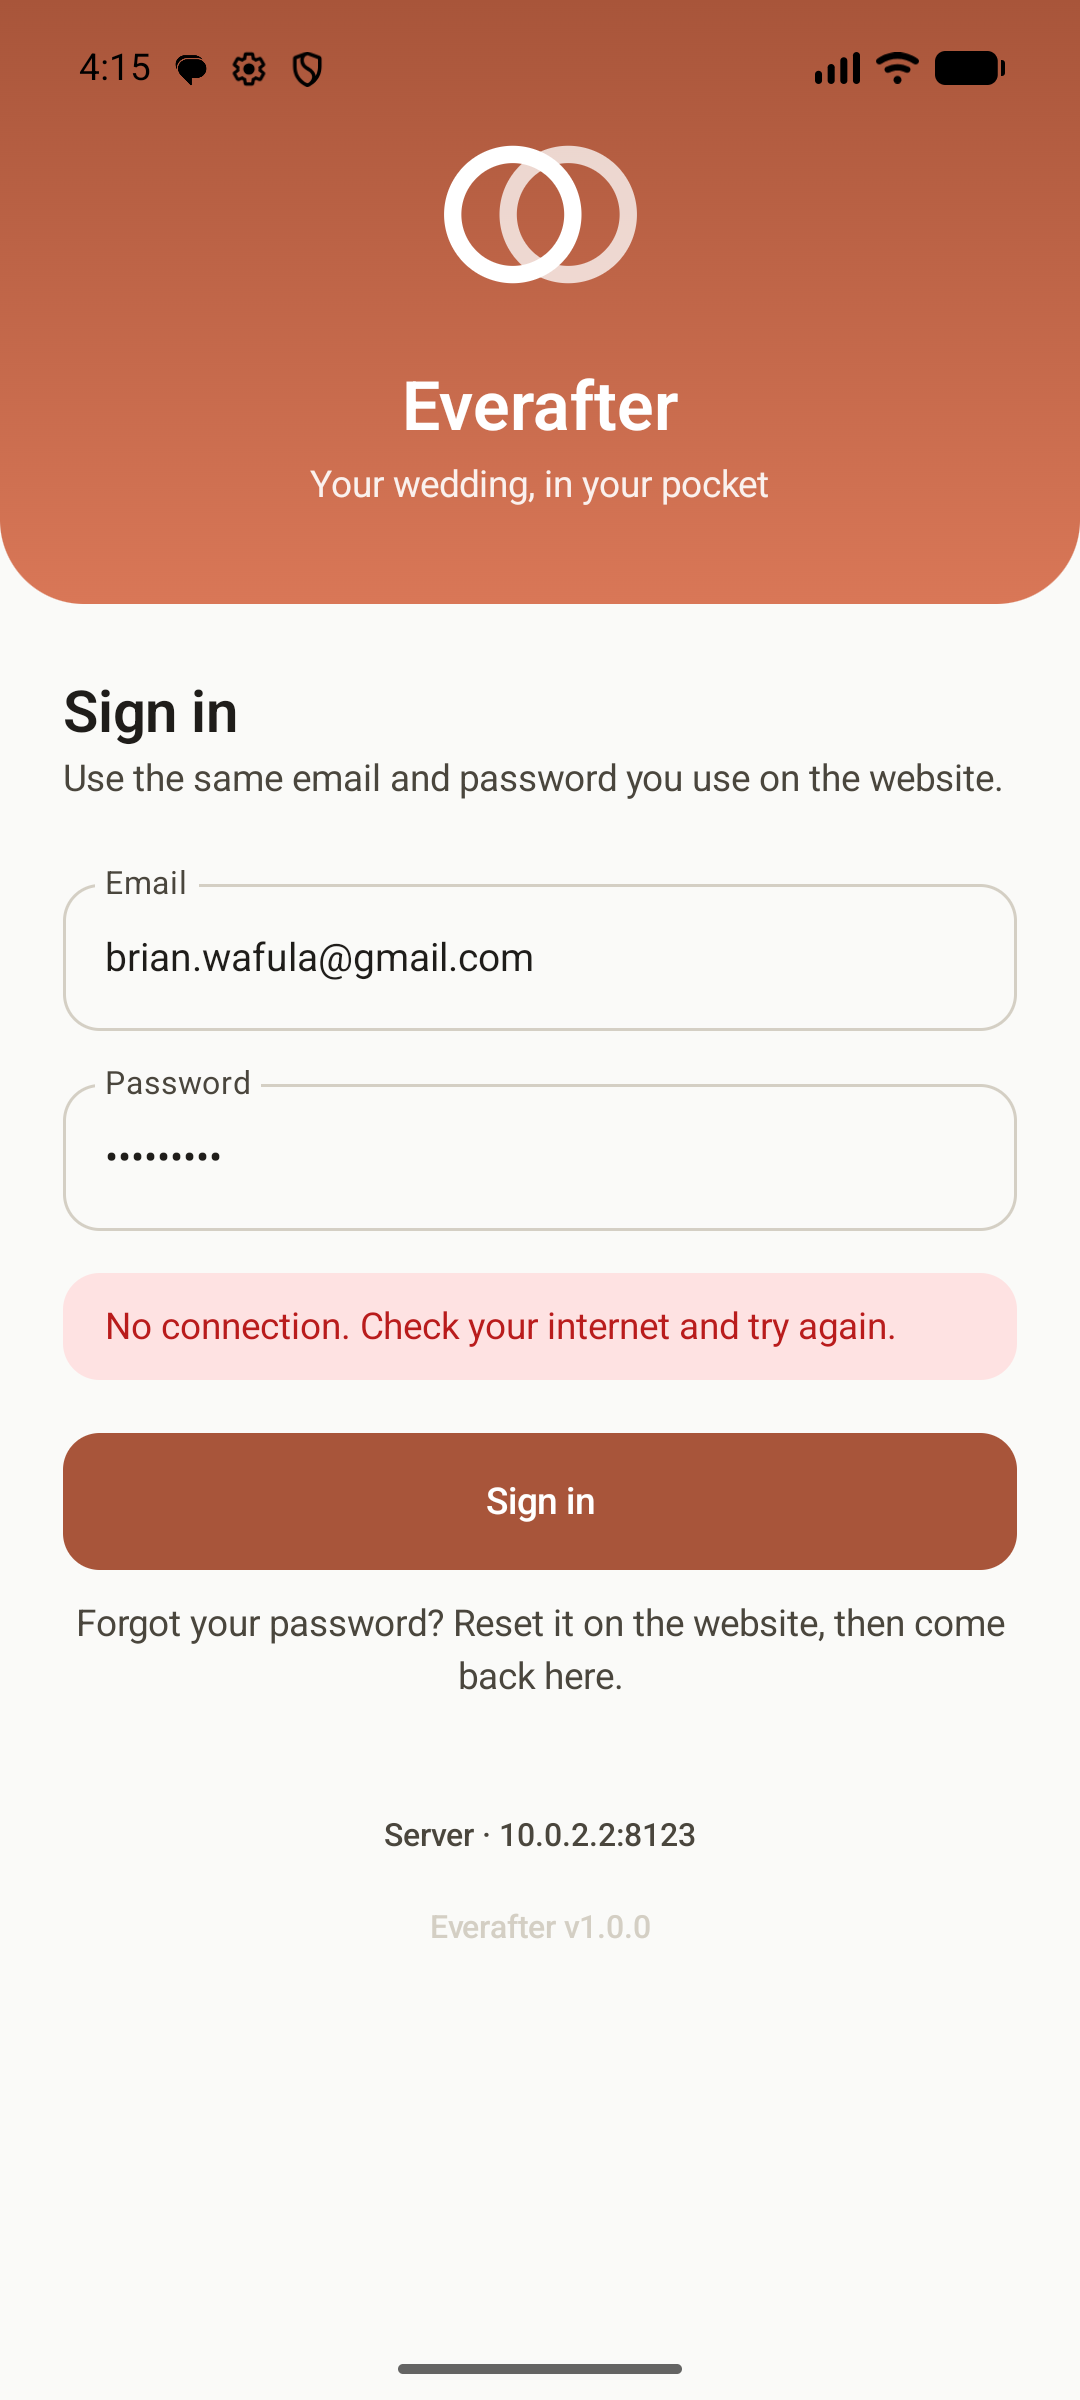 4:15
Everafter
Your wedding, in your pocket
Sign in
Use the same email and password you use on the website.
Email
brian.wafula@gmail.com
Password
•••••••••
No connection. Check your internet and try again.
Sign in
Forgot your password? Reset it on the website, then come
back here.
Server · 10.0.2.2:8123
Everafter v1.0.0